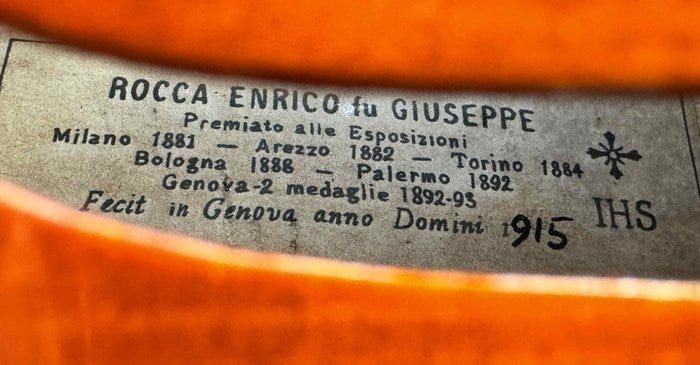 ROCCA ENRICO fu GIUSEPPE
Premiato alle Esposizioni
Milano 1881 — Arezzo 1882 — Torino 1884
Bologna 1888 — Palermo 1892
Genova-2 medaglie 1892-93
Fecit in Genova anno Domini 1915
IHS